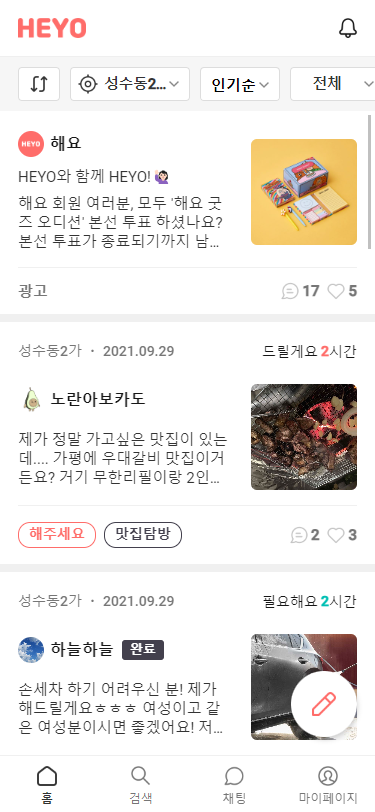 HEYO
성수동2...
인기순
전체
HEYO
해요
HEYO와 함께 HEYO! 🙋🏻‍♀️
해요 회원 여러분, 모두 '해요 굿
즈 오디션' 본선 투표 하셨나요?
본선 투표가 종료되기까지 남...
광고
17
5
성수동2가 · 2021.09.29
드릴게요 2시간
노란아보카도
제가 정말 가고싶은 맛집이 있는
데.... 가평에 우대갈비 맛집이거
든요? 거기 무한리필이랑 2인...
해주세요
맛집탐방
2
3
성수동2가 · 2021.09.29
필요해요 2시간
하늘하늘
완료
손세차 하기 어려우신 분! 제가
해드릴게요ㅎㅎㅎ 여성이고 같
은 여성분이시면 좋겠어요! 저...
홈
검색
채팅
마이페이지